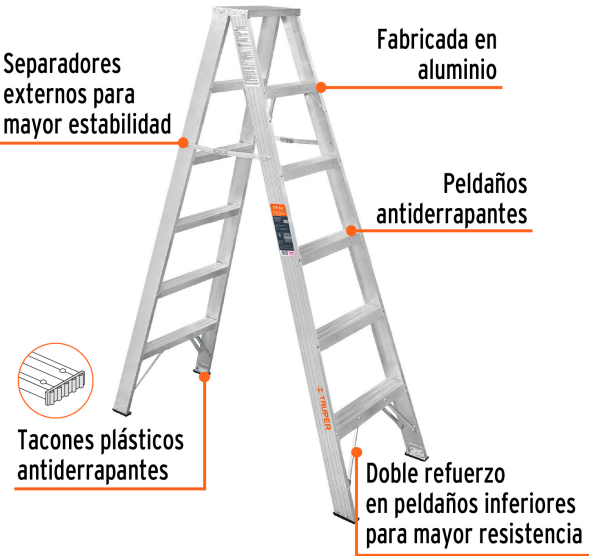 Separadores
externos para
mayor estabilidad
Fabricada en
aluminio
Peldaños
antiderrapantes
TRUPER
Tacones plásticos
antiderrapantes
Doble refuerzo
en peldaños inferiores
para mayor resistencia